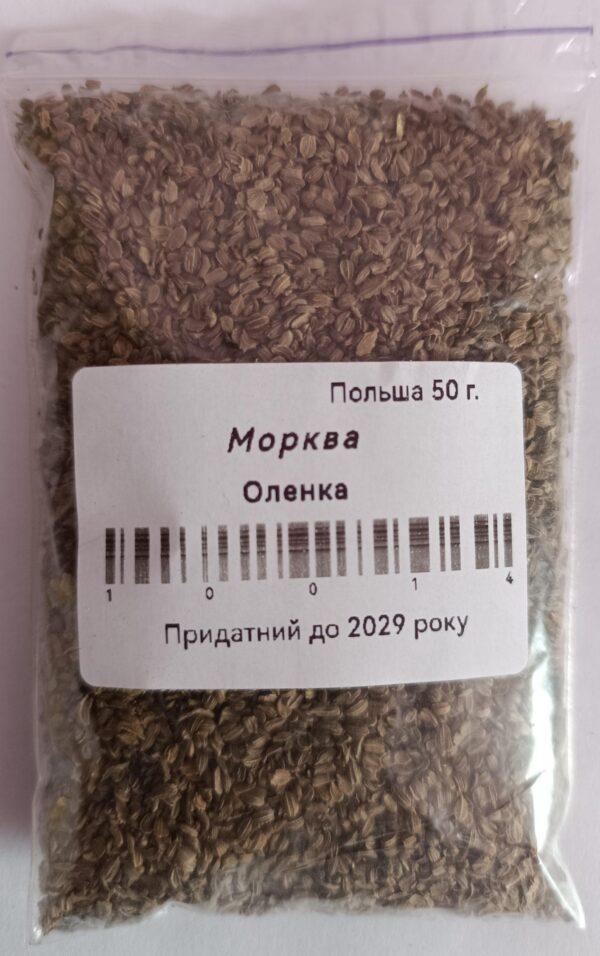 Польша 50 г.
Морква
Оленка
1 0 0 1 4
Придатний до 2029 року